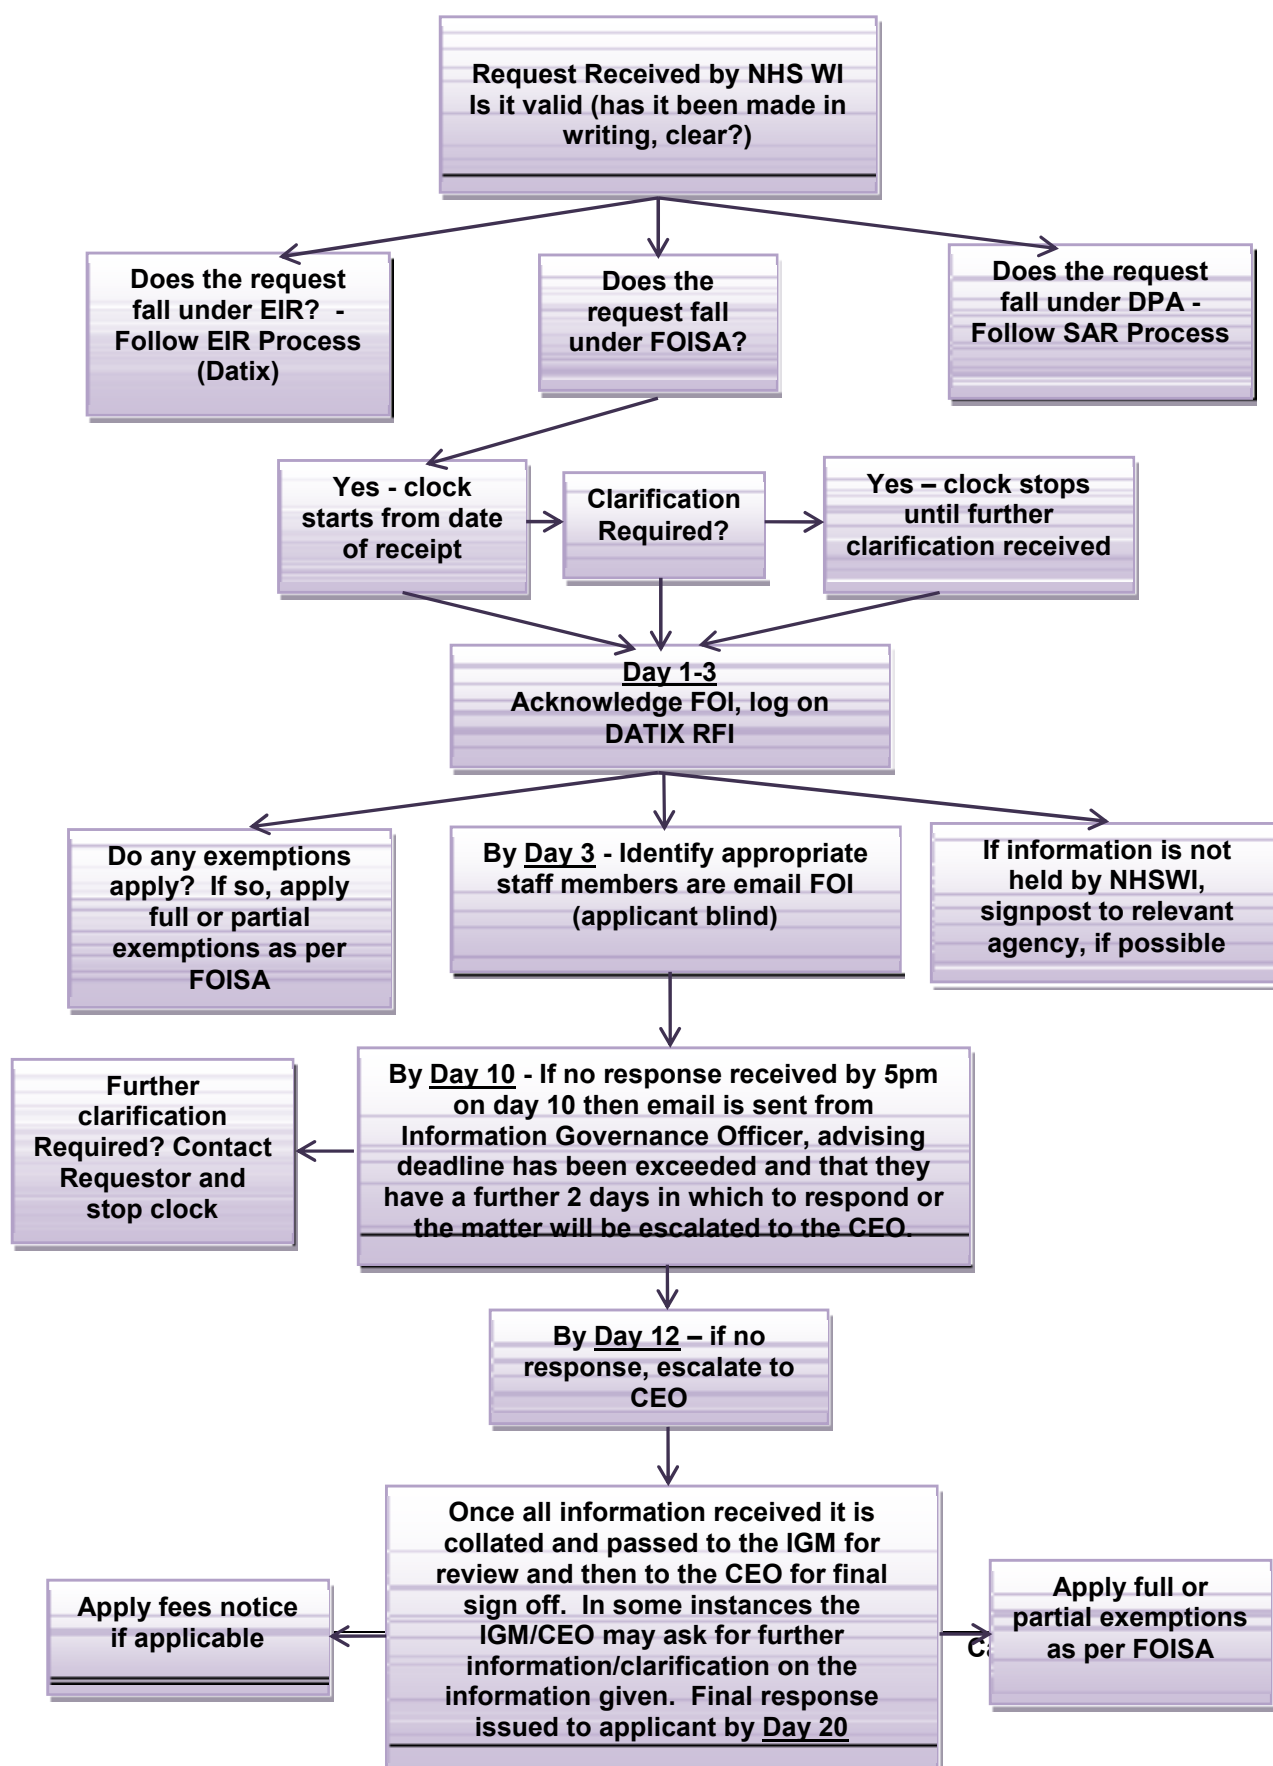 Request Received by NHS WI
Is it valid (has it been made in
writing, clear?)
Does the request
fall under EIR? -
Follow EIR Process
(Datix)
Does the
request fall
under FOISA?
Does the request
fall under DPA -
Follow SAR Process
Yes - clock
starts from date
of receipt
Clarification
Required?
Yes – clock stops
until further
clarification received
Day 1-3
Acknowledge FOI, log on
DATIX RFI
Do any exemptions
apply? If so, apply
full or partial
exemptions as per
FOISA
By Day 3 - Identify appropriate
staff members are email FOI
(applicant blind)
If information is not
held by NHSWI,
signpost to relevant
agency, if possible
Further
clarification
Required? Contact
Requestor and
stop clock
By Day 10 - If no response received by 5pm
on day 10 then email is sent from
Information Governance Officer, advising
deadline has been exceeded and that they
have a further 2 days in which to respond or
the matter will be escalated to the CEO.
By Day 12 – if no
response, escalate to
CEO
Apply fees notice
if applicable
Once all information received it is
collated and passed to the IGM for
review and then to the CEO for final
sign off. In some instances the
IGM/CEO may ask for further
information/clarification on the
information given. Final response
issued to applicant by Day 20
Apply full or
partial exemptions
as per FOISA